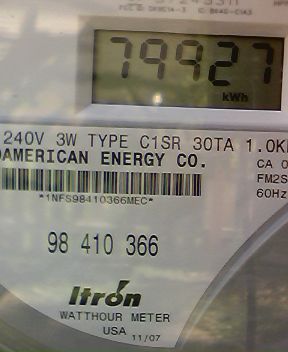 79927
kWh
240V 3W TYPE C1SR 30TA 1.0K
AMERICAN ENERGY CO.
CA 0
FM2S
60Hz
*1NFS98410366MEC*
98 410 366
Itron
WATTHOUR METER
USA 11/07